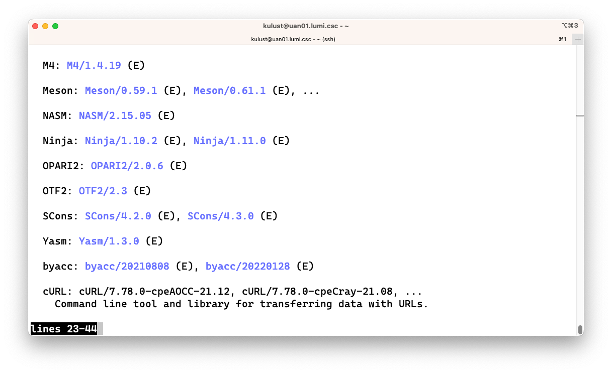 kulust@uan01.lumi.csc - ~
⌥⌘3
kulust@uan01.lumi.csc - ~ (ssh)
⌘1
M4: M4/1.4.19 (E)
Meson: Meson/0.59.1 (E), Meson/0.61.1 (E), ...
NASM: NASM/2.15.05 (E)
Ninja: Ninja/1.10.2 (E), Ninja/1.11.0 (E)
OPARI2: OPARI2/2.0.6 (E)
OTF2: OTF2/2.3 (E)
SCons: SCons/4.2.0 (E), SCons/4.3.0 (E)
Yasm: Yasm/1.3.0 (E)
byacc: byacc/20210808 (E), byacc/20220128 (E)
cURL: cURL/7.78.0-cpeAOCC-21.12, cURL/7.78.0-cpeCray-21.08, ...
Command line tool and library for transferring data with URLs.
lines 23-44